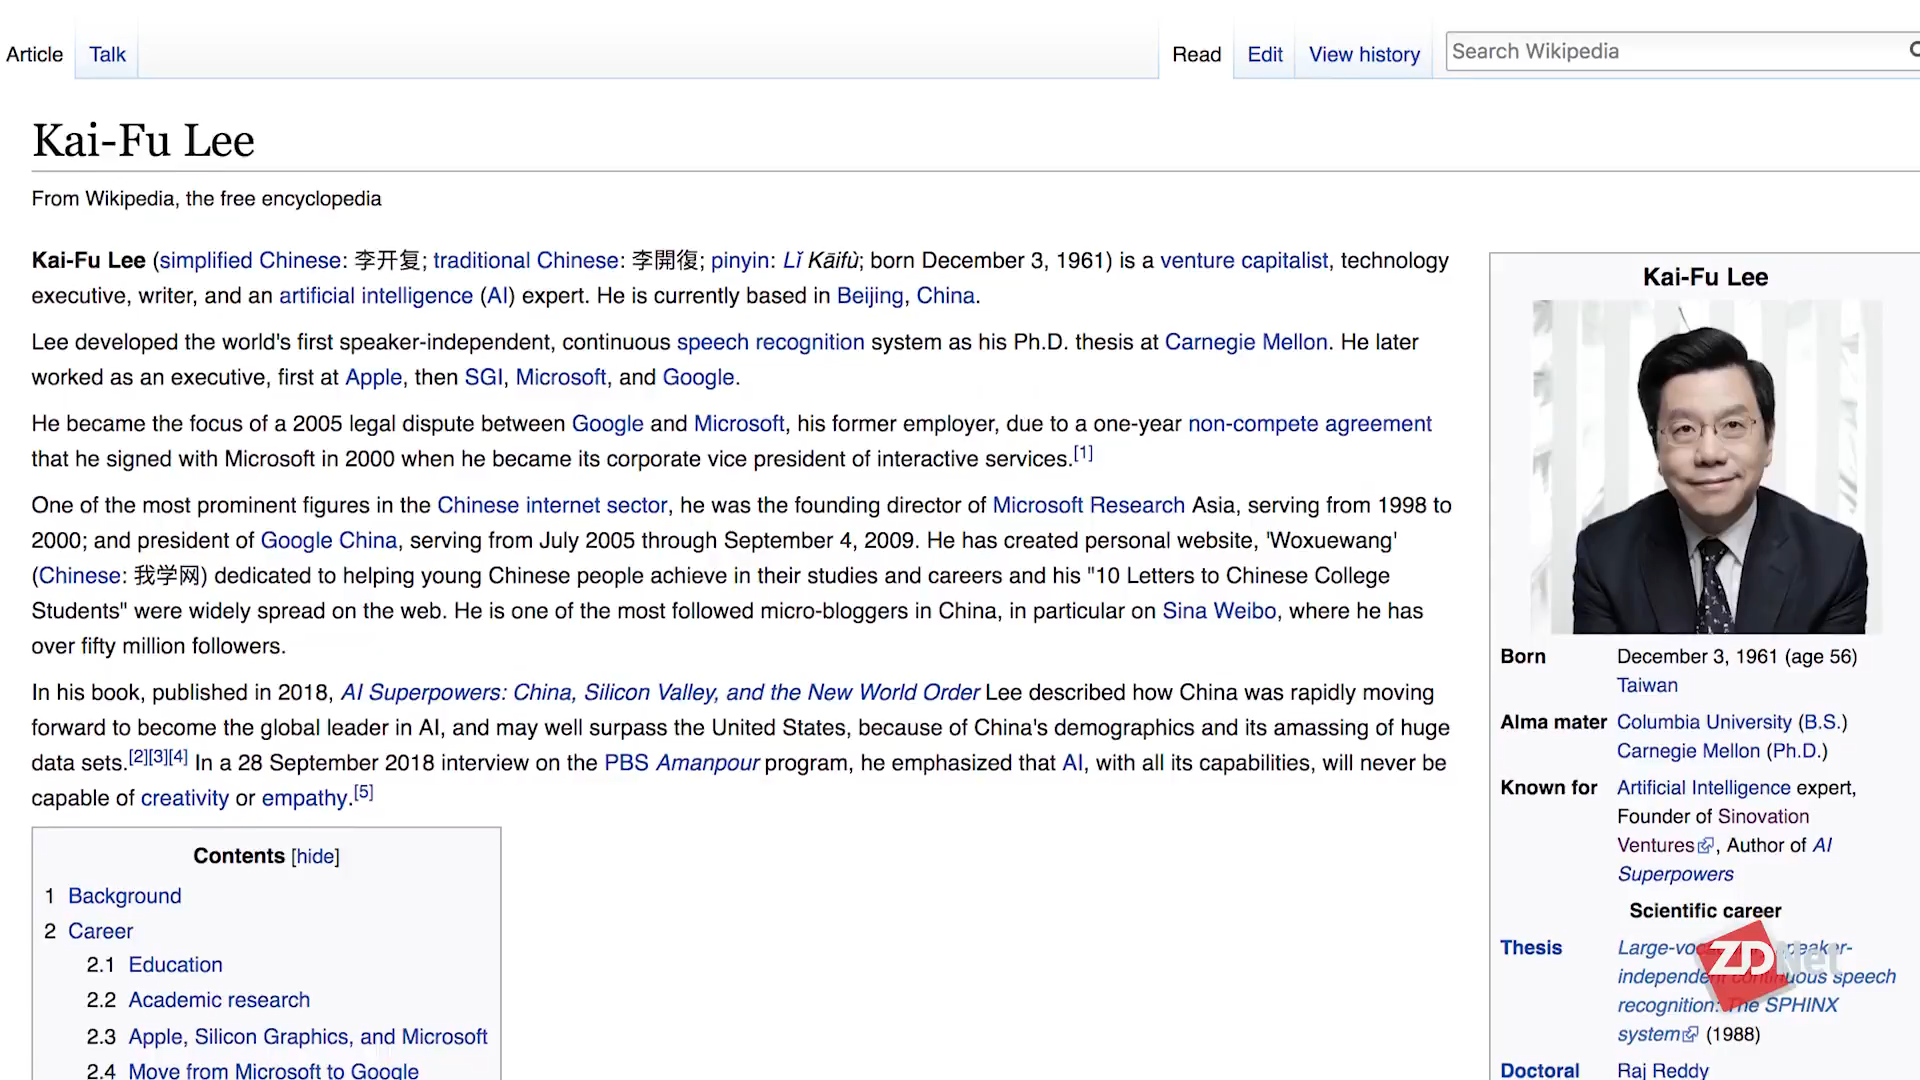 Article
Talk
Read
Edit
View history
Search Wikipedia
Kai-Fu Lee
From Wikipedia, the free encyclopedia
Kai-Fu Lee (simplified Chinese: 李开复; traditional Chinese: 李開復; pinyin: Lǐ Kāifù; born December 3, 1961) is a venture capitalist, technology
executive, writer, and an artificial intelligence (AI) expert. He is currently based in Beijing, China.
Lee developed the world's first speaker-independent, continuous speech recognition system as his Ph.D. thesis at Carnegie Mellon. He later
worked as an executive, first at Apple, then SGI, Microsoft, and Google.
He became the focus of a 2005 legal dispute between Google and Microsoft, his former employer, due to a one-year non-compete agreement
that he signed with Microsoft in 2000 when he became its corporate vice president of interactive services.[1]
One of the most prominent figures in the Chinese internet sector, he was the founding director of Microsoft Research Asia, serving from 1998 to
2000; and president of Google China, serving from July 2005 through September 4, 2009. He has created personal website, 'Woxuewang'
(Chinese: 我学网) dedicated to helping young Chinese people achieve in their studies and careers and his "10 Letters to Chinese College
Students" were widely spread on the web. He is one of the most followed micro-bloggers in China, in particular on Sina Weibo, where he has
over fifty million followers.
In his book, published in 2018, AI Superpowers: China, Silicon Valley, and the New World Order Lee described how China was rapidly moving
forward to become the global leader in AI, and may well surpass the United States, because of China's demographics and its amassing of huge
data sets.[2][3][4] In a 28 September 2018 interview on the PBS Amanpour program, he emphasized that AI, with all its capabilities, will never be
capable of creativity or empathy.[5]
Contents [hide]
1 Background
2 Career
2.1 Education
2.2 Academic research
2.3 Apple, Silicon Graphics, and Microsoft
2.4 Move from Microsoft to Google
Kai-Fu Lee
Born December 3, 1961 (age 56)
Taiwan
Alma mater Columbia University (B.S.)
Carnegie Mellon (Ph.D.)
Known for Artificial Intelligence expert,
Founder of Sinovation
Ventures, Author of AI
Superpowers
Scientific career
Thesis Large-vocabulary speaker-
independent continuous speech
recognition: The SPHINX
system (1988)
Doctoral Raj Reddy
ZDNet